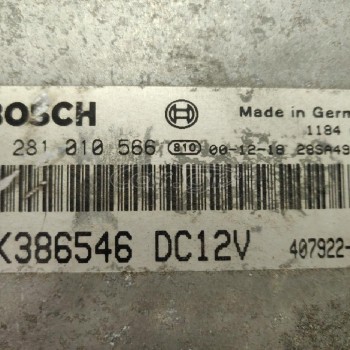 BOSCH Made in Germ
1184
281 010 566 810 00-12-18 28SA49
K386546 DC12V 407922-